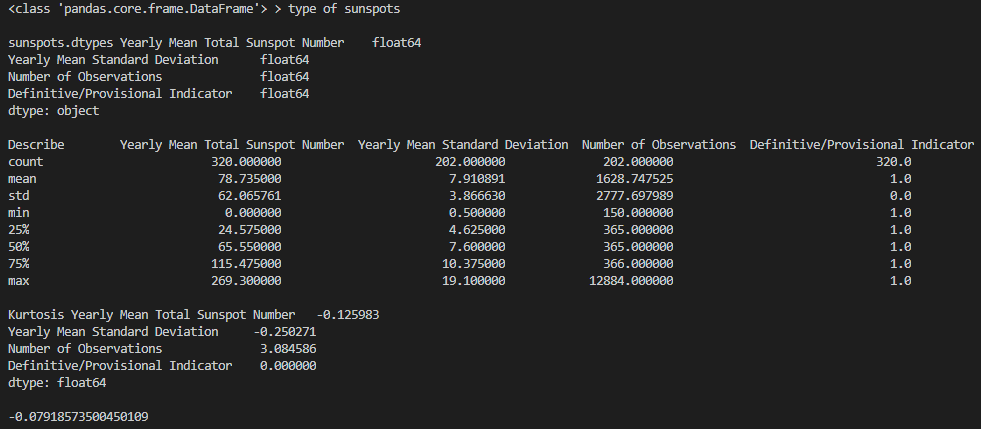 <class 'pandas.core.frame.DataFrame'> > type of sunspots
sunspots.dtypes Yearly Mean Total Sunspot Number    float64
Yearly Mean Standard Deviation      float64
Number of Observations              float64
Definitive/Provisional Indicator    float64
dtype: object
Describe        Yearly Mean Total Sunspot Number  Yearly Mean Standard Deviation  Number of Observations  Definitive/Provisional Indicator
count                         320.000000                      202.000000              202.000000                             320.0
mean                           78.735000                        7.910891             1628.747525                               1.0
std                            62.065761                        3.866630             2777.697989                               0.0
min                             0.000000                        0.500000              150.000000                               1.0
25%                            24.575000                        4.625000              365.000000                               1.0
50%                            65.550000                        7.600000              365.000000                               1.0
75%                           115.475000                       10.375000              366.000000                               1.0
max                           269.300000                       19.100000            12884.000000                               1.0
Kurtosis Yearly Mean Total Sunspot Number   -0.125983
Yearly Mean Standard Deviation     -0.250271
Number of Observations              3.084586
Definitive/Provisional Indicator    0.000000
dtype: float64
-0.07918573500450109